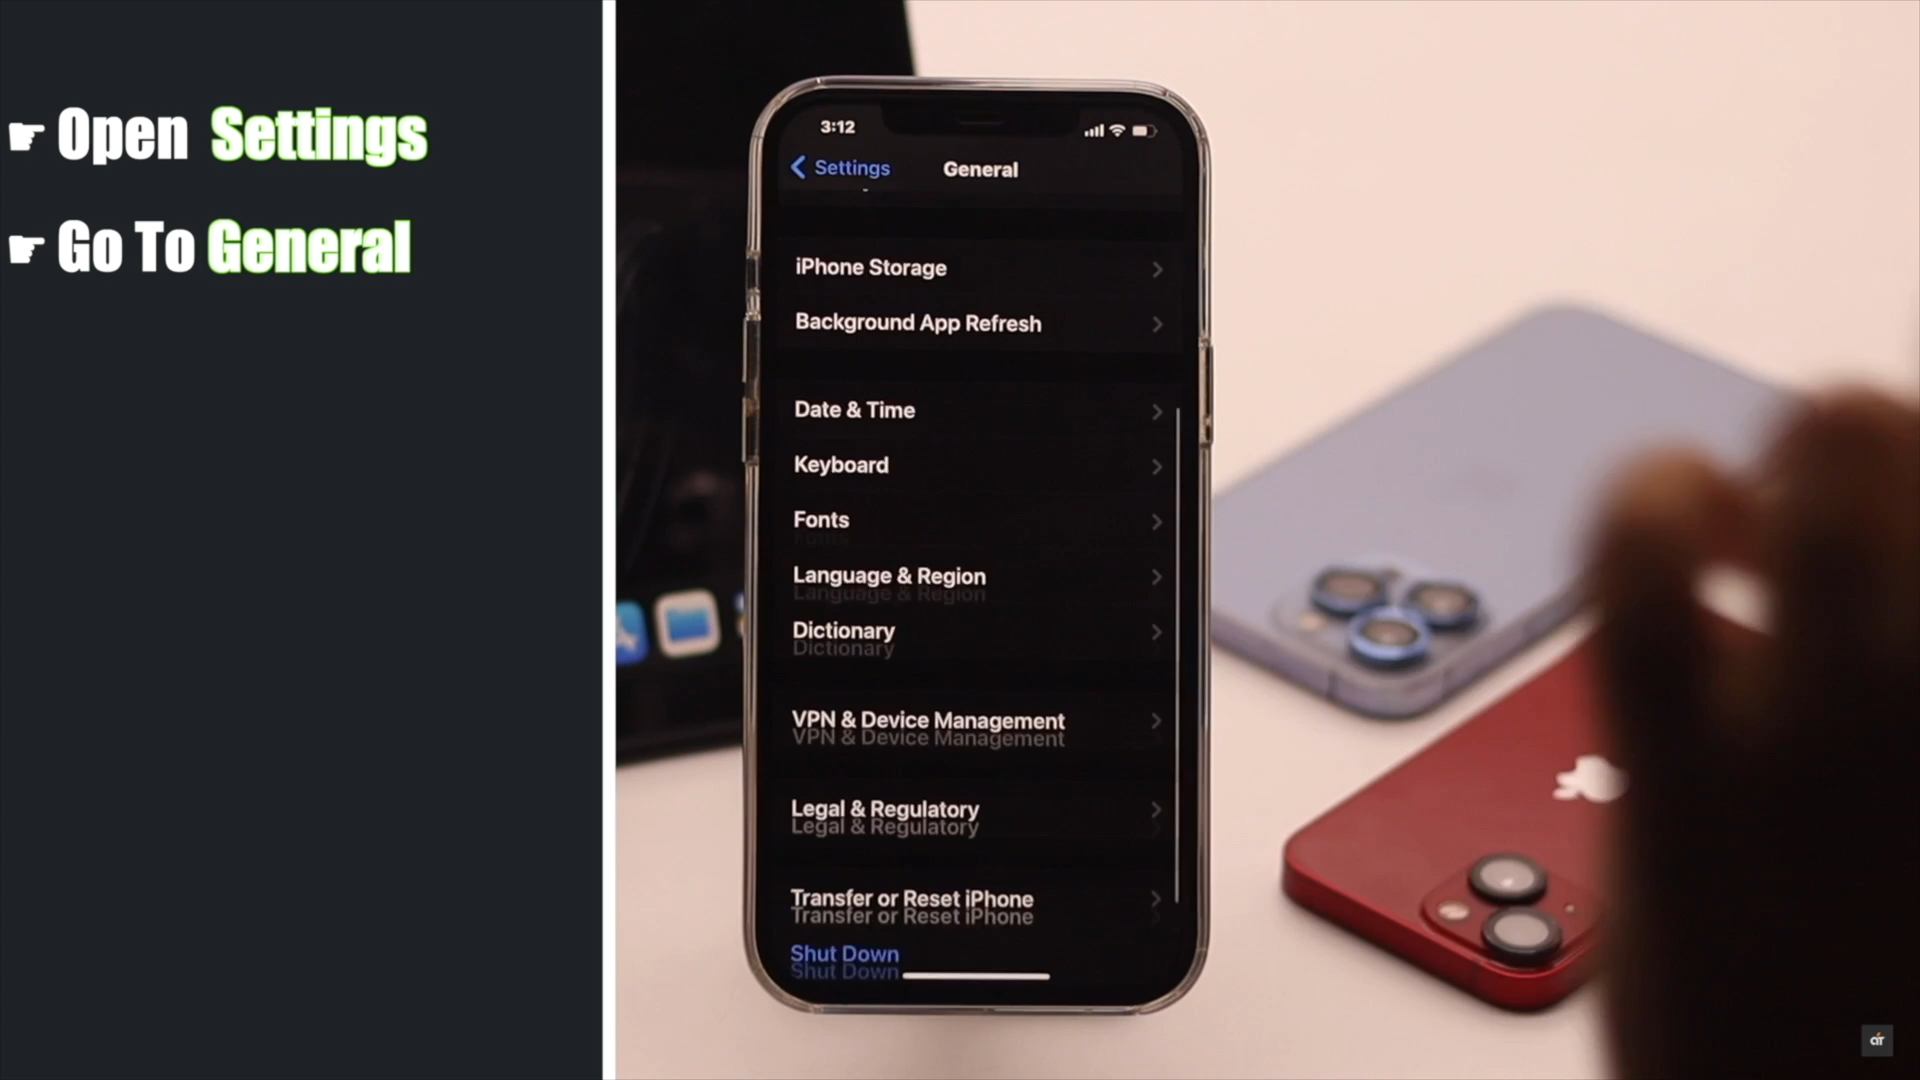 ☛ Open Settings
☛ Go To General
3:12
Settings
General
iPhone Storage
Background App Refresh
Date & Time
Keyboard
Fonts
Language & Region
Dictionary
VPN & Device Management
Legal & Regulatory
Transfer or Reset iPhone
Shut Down